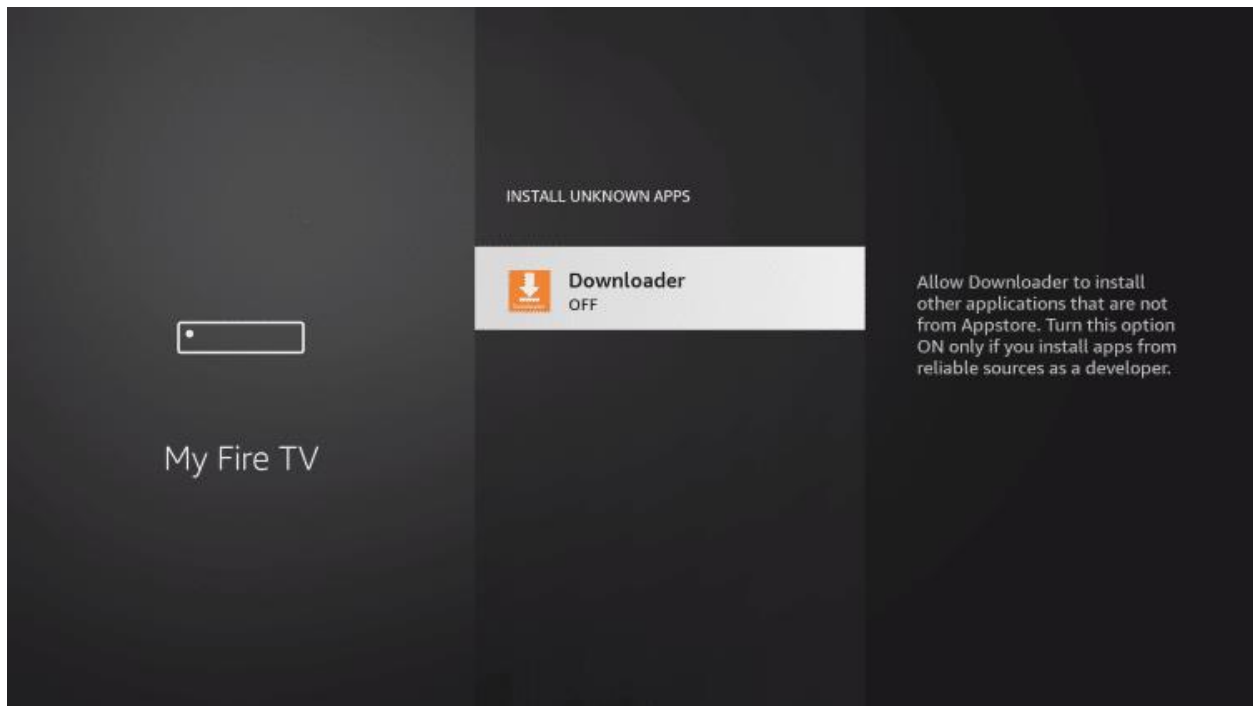 INSTALL UNKNOWN APPS
Downloader
OFF
Allow Downloader to install
other applications that are not
from Appstore. Turn this option
ON only if you install apps from
reliable sources as a developer.
My Fire TV